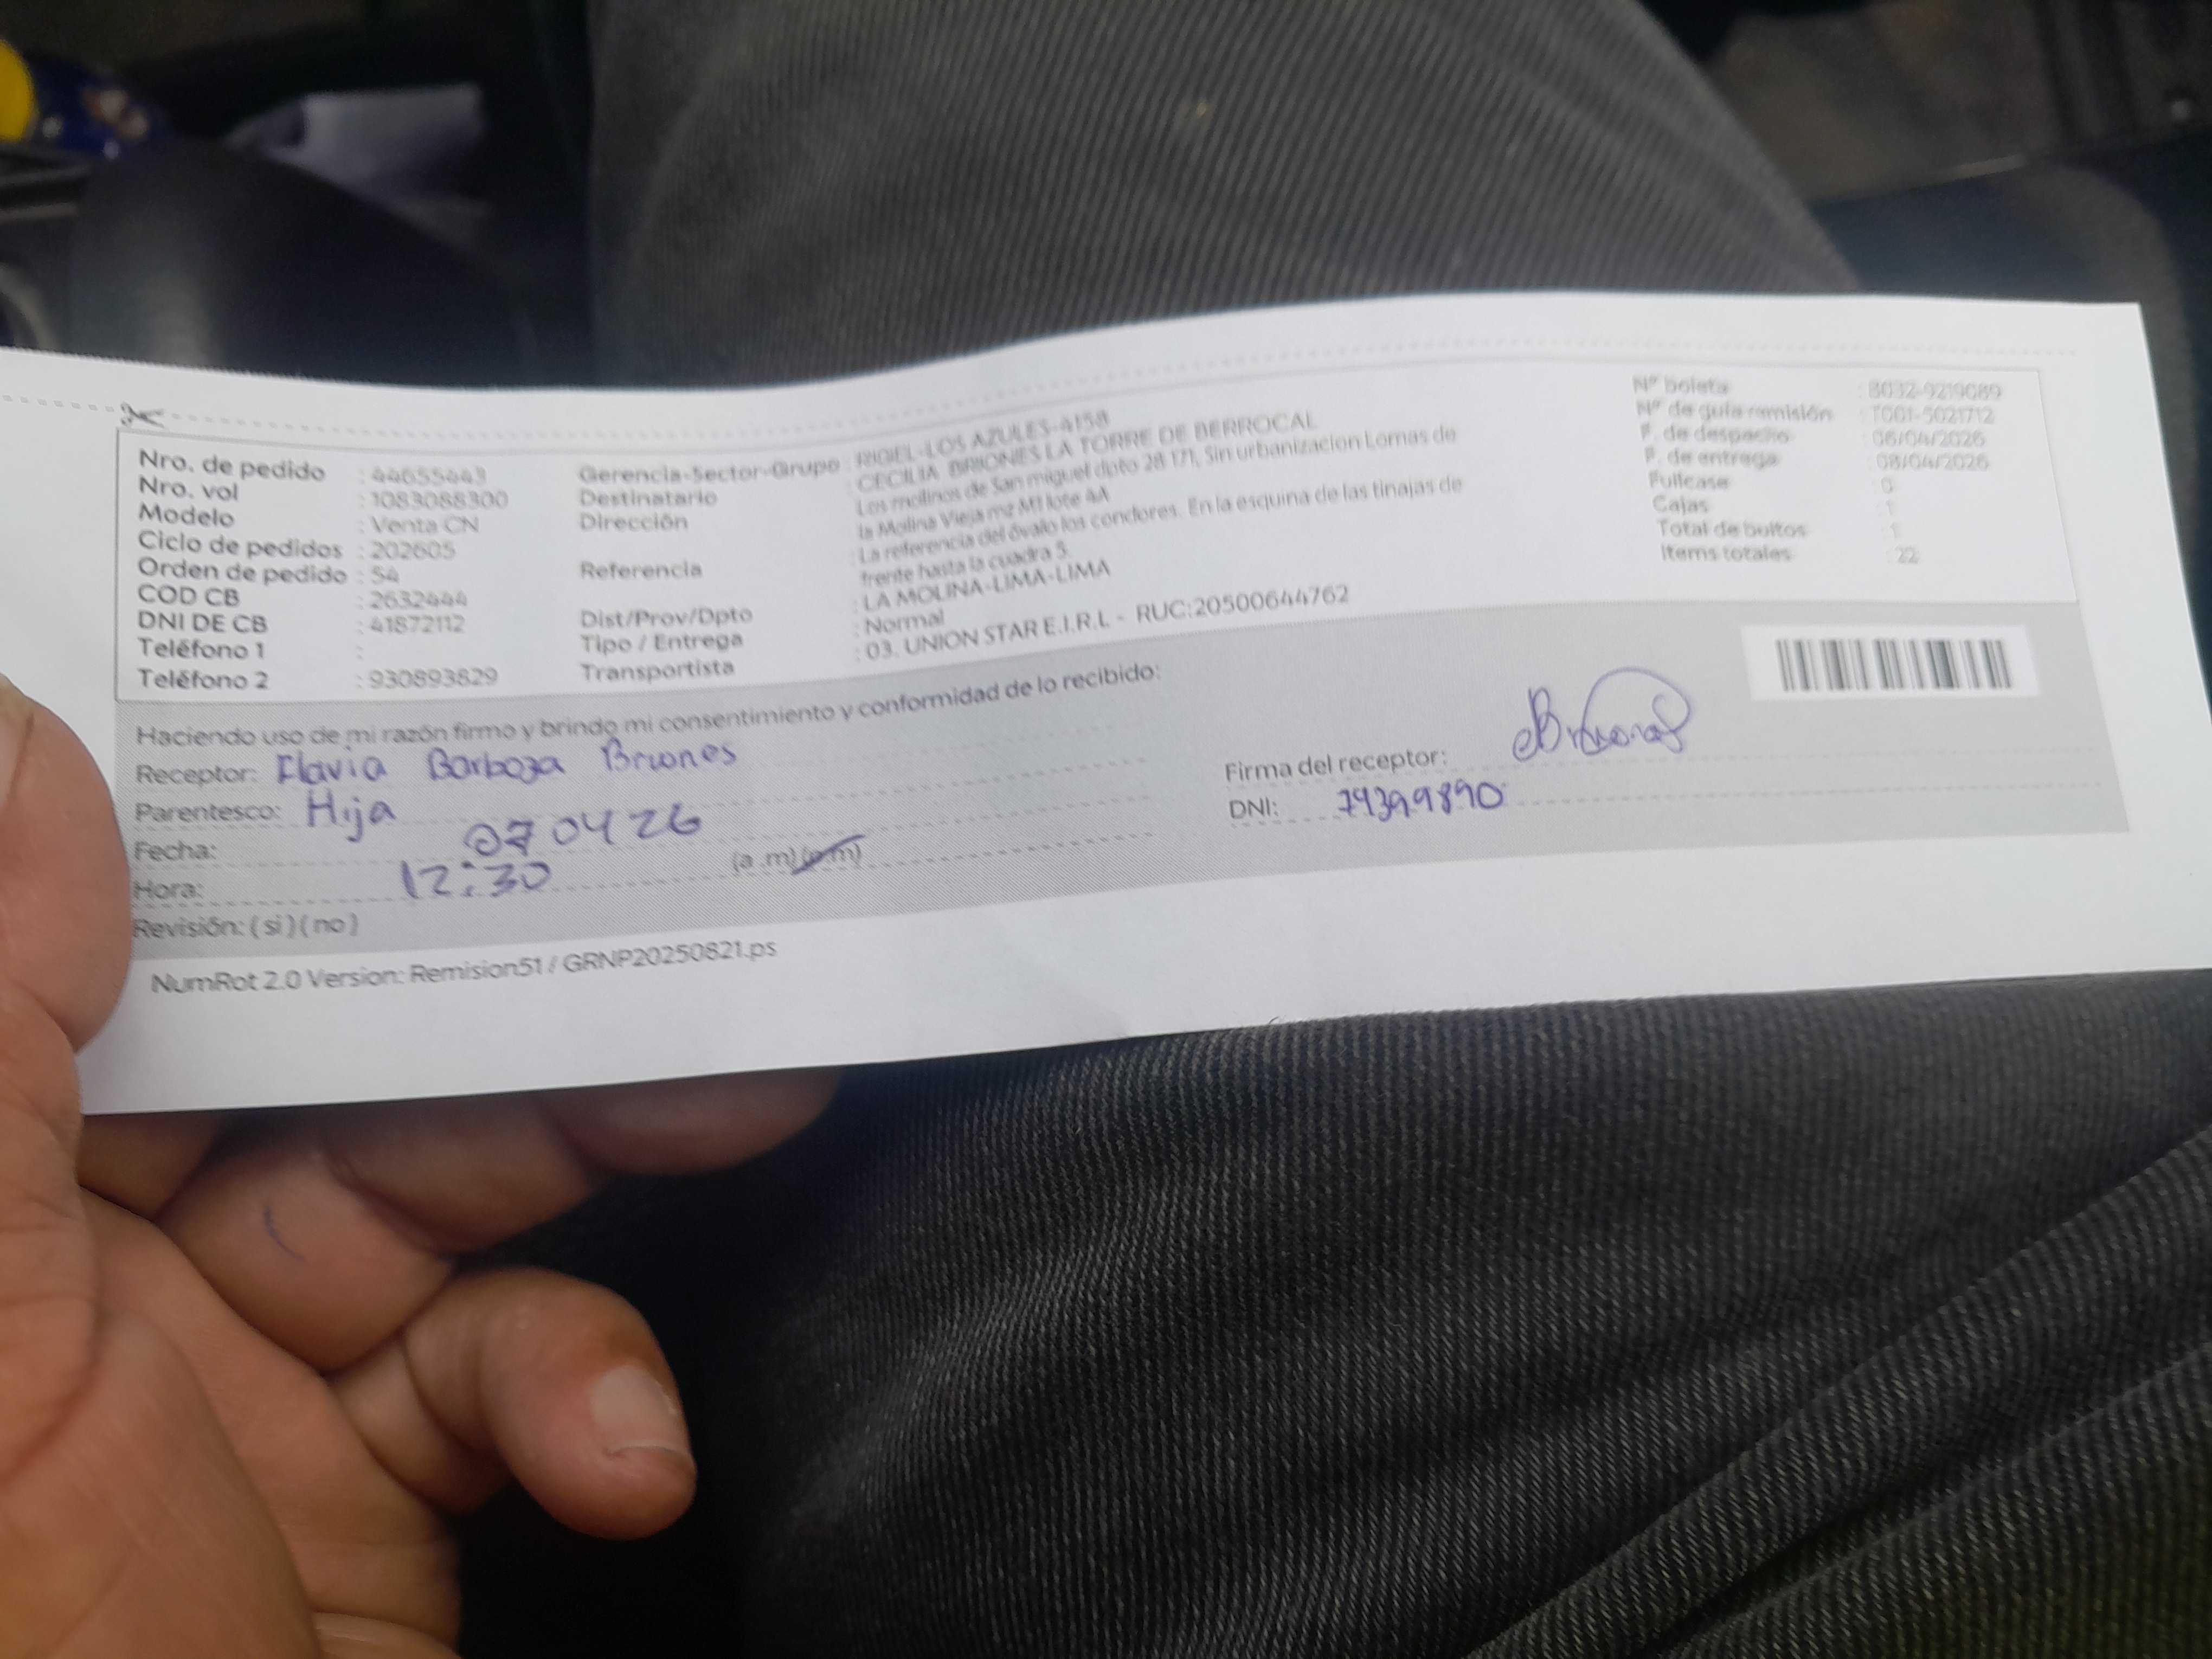 Nro. de pedido : 44655443
Nro. vol : 1083088300
Modelo : Venta CN
Ciclo de pedidos : 202605
Orden de pedido : 54
COD CB : 2632444
DNI DE CB : 41872112
Teléfono 1 :
Teléfono 2 : 930893829
Gerencia-Sector-Grupo : RIGEL-LOS AZULES-4158
Destinatario : CECILIA BRIONES LA TORRE DE BERROCAL
Dirección : Los molinos de San miguel dpto 28 171, Sin urbanizacion Lomas de
la Molina Vieja mz M1 lote 4A
Referencia : La referencia del óvalo los condores. En la esquina de las tinajas de
frente hasta la cuadra 5.
Dist/Prov/Dpto : LA MOLINA-LIMA-LIMA
Tipo / Entrega : Normal
Transportista : 03. UNION STAR E.I.R.L - RUC:20500644762
Nº boleta : B032-9219089
Nº de guía remisión : T001-5021712
F. de despacho : 06/04/2026
F. de entrega : 08/04/2026
Fullcase : 0
Cajas : 1
Total de bultos : 1
Items totales : 22
Haciendo uso de mi razón firmo y brindo mi consentimiento y conformidad de lo recibido:
Receptor: Flavia Barboza Briones
Parentesco: Hija
Fecha: 07 04 26
Hora: 12:30 (a .m) (p.m)
Revisión: ( si ) ( no )
Firma del receptor:
DNI: 74399890
NumRot 2.0 Version: Remision51 / GRNP20250821.ps